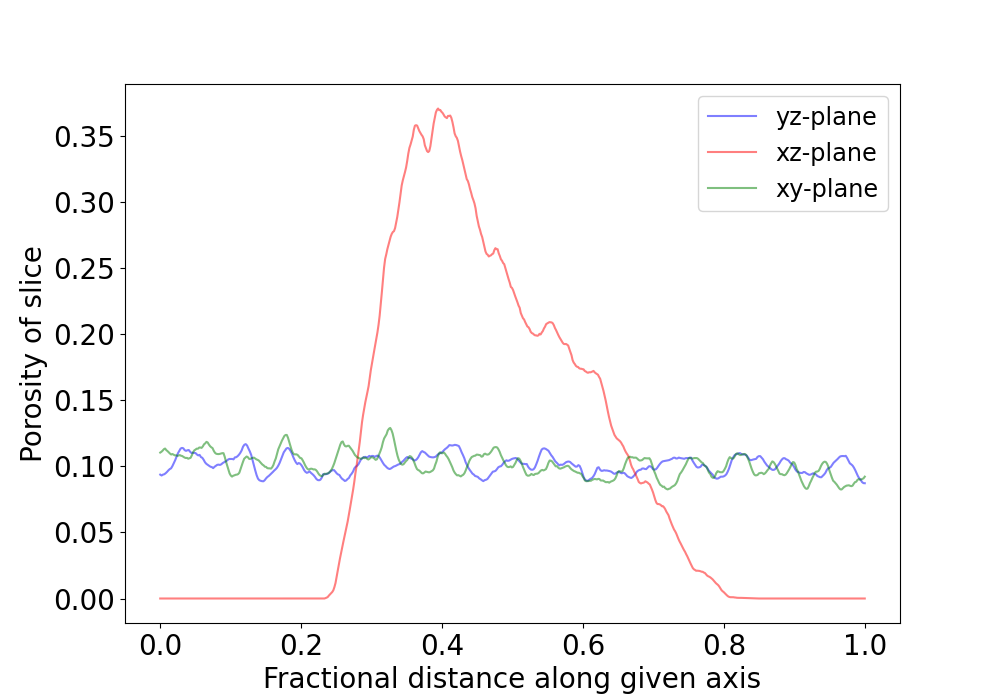 yz-plane
xz-plane
xy-plane
Porosity of slice
0.35
0.30
0.25
0.20
0.15
0.10
0.05
0.00
0.0 0.2 0.4 0.6 0.8 1.0
Fractional distance along given axis